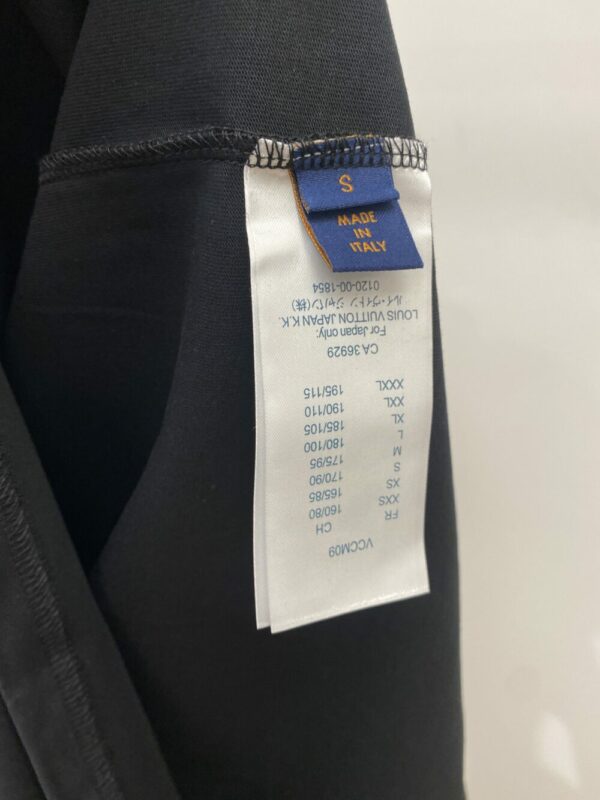 S
MADE
IN
ITALY
VCCM09
FR CH
XXS 160/80
XS 165/85
S 170/90
M 175/95
L 180/100
XL 185/105
XXL 190/110
XXXL 195/115
CA 36929
For Japan only:
LOUIS VUITTON JAPAN K.K.
ルイ・ヴィトン ジャパン(株)
0120-00-1854